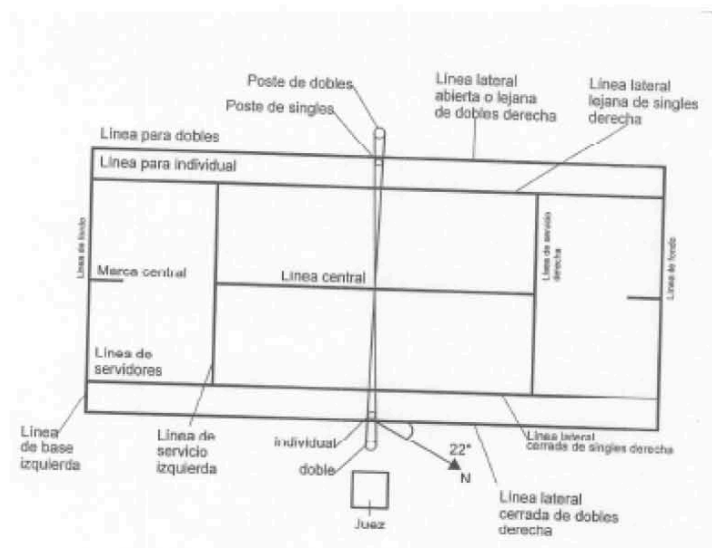 Poste de dobles
Poste de singles
Línea lateral
abierta o lejana
de dobles derecha
Línea lateral
lejana de singles
derecha
Línea para dobles
Línea para individual
Línea de fondo
Marca central
Línea central
Línea de servicio
derecha
Línea de fondo
Línea de
servidores
Línea
de base
izquierda
Línea de
servicio
izquierda
individual
doble
22°
N
Línea lateral
cerrada de singles derecha
Línea lateral
cerrada de dobles
derecha
Juez